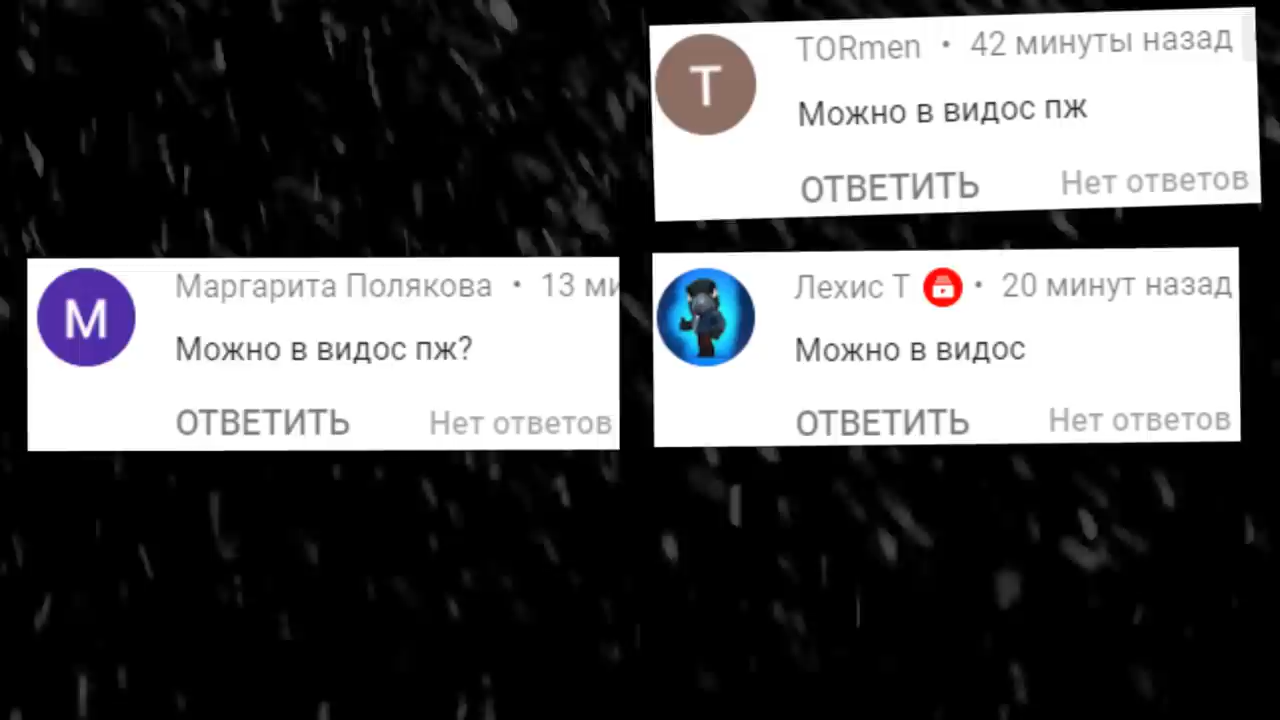 TORmen • 42 минуты назад
Можно в видос пж
ОТВЕТИТЬ Нет ответов
Маргарита Полякова • 13 ми
Можно в видос пж?
ОТВЕТИТЬ Нет ответов
Лехис Т • 20 минут назад
Можно в видос
ОТВЕТИТЬ Нет ответов
T
M